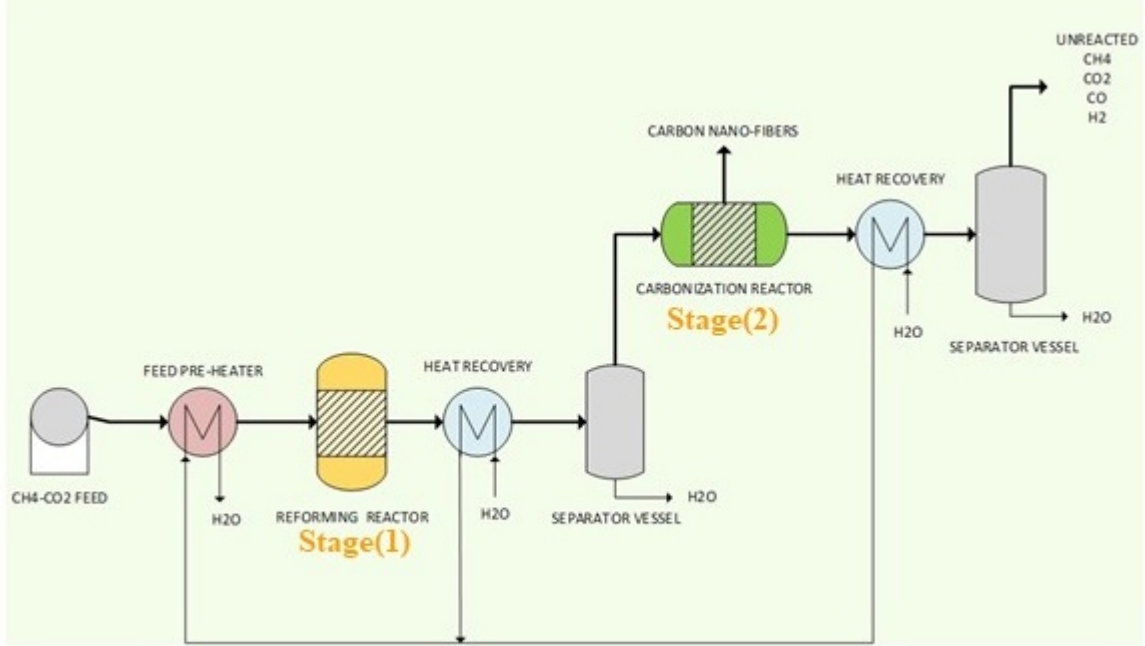 UNREACTED
CH4
CO2
CO
H2
CARBON NANO-FIBERS
HEAT RECOVERY
CARBONIZATION REACTOR
Stage(2)
H2O
H2O
SEPARATOR VESSEL
FEED PRE-HEATER
HEAT RECOVERY
CH4-CO2 FEED
H2O
REFORMING REACTOR
Stage(1)
H2O
H2O
SEPARATOR VESSEL